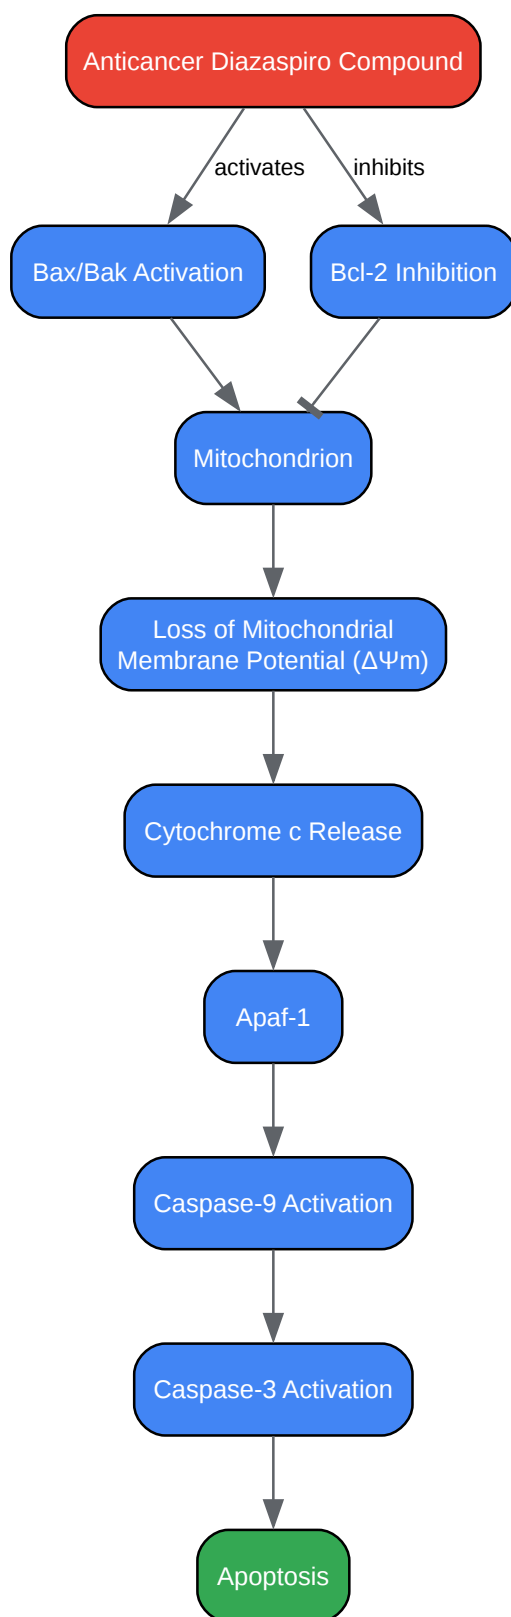 Anticancer Diazaspiro Compound
activates
inhibits
Bax/Bak Activation
Bcl-2 Inhibition
Mitochondrion
Loss of Mitochondrial
Membrane Potential (ΔΨm)
Cytochrome c Release
Apaf-1
Caspase-9 Activation
Caspase-3 Activation
Apoptosis